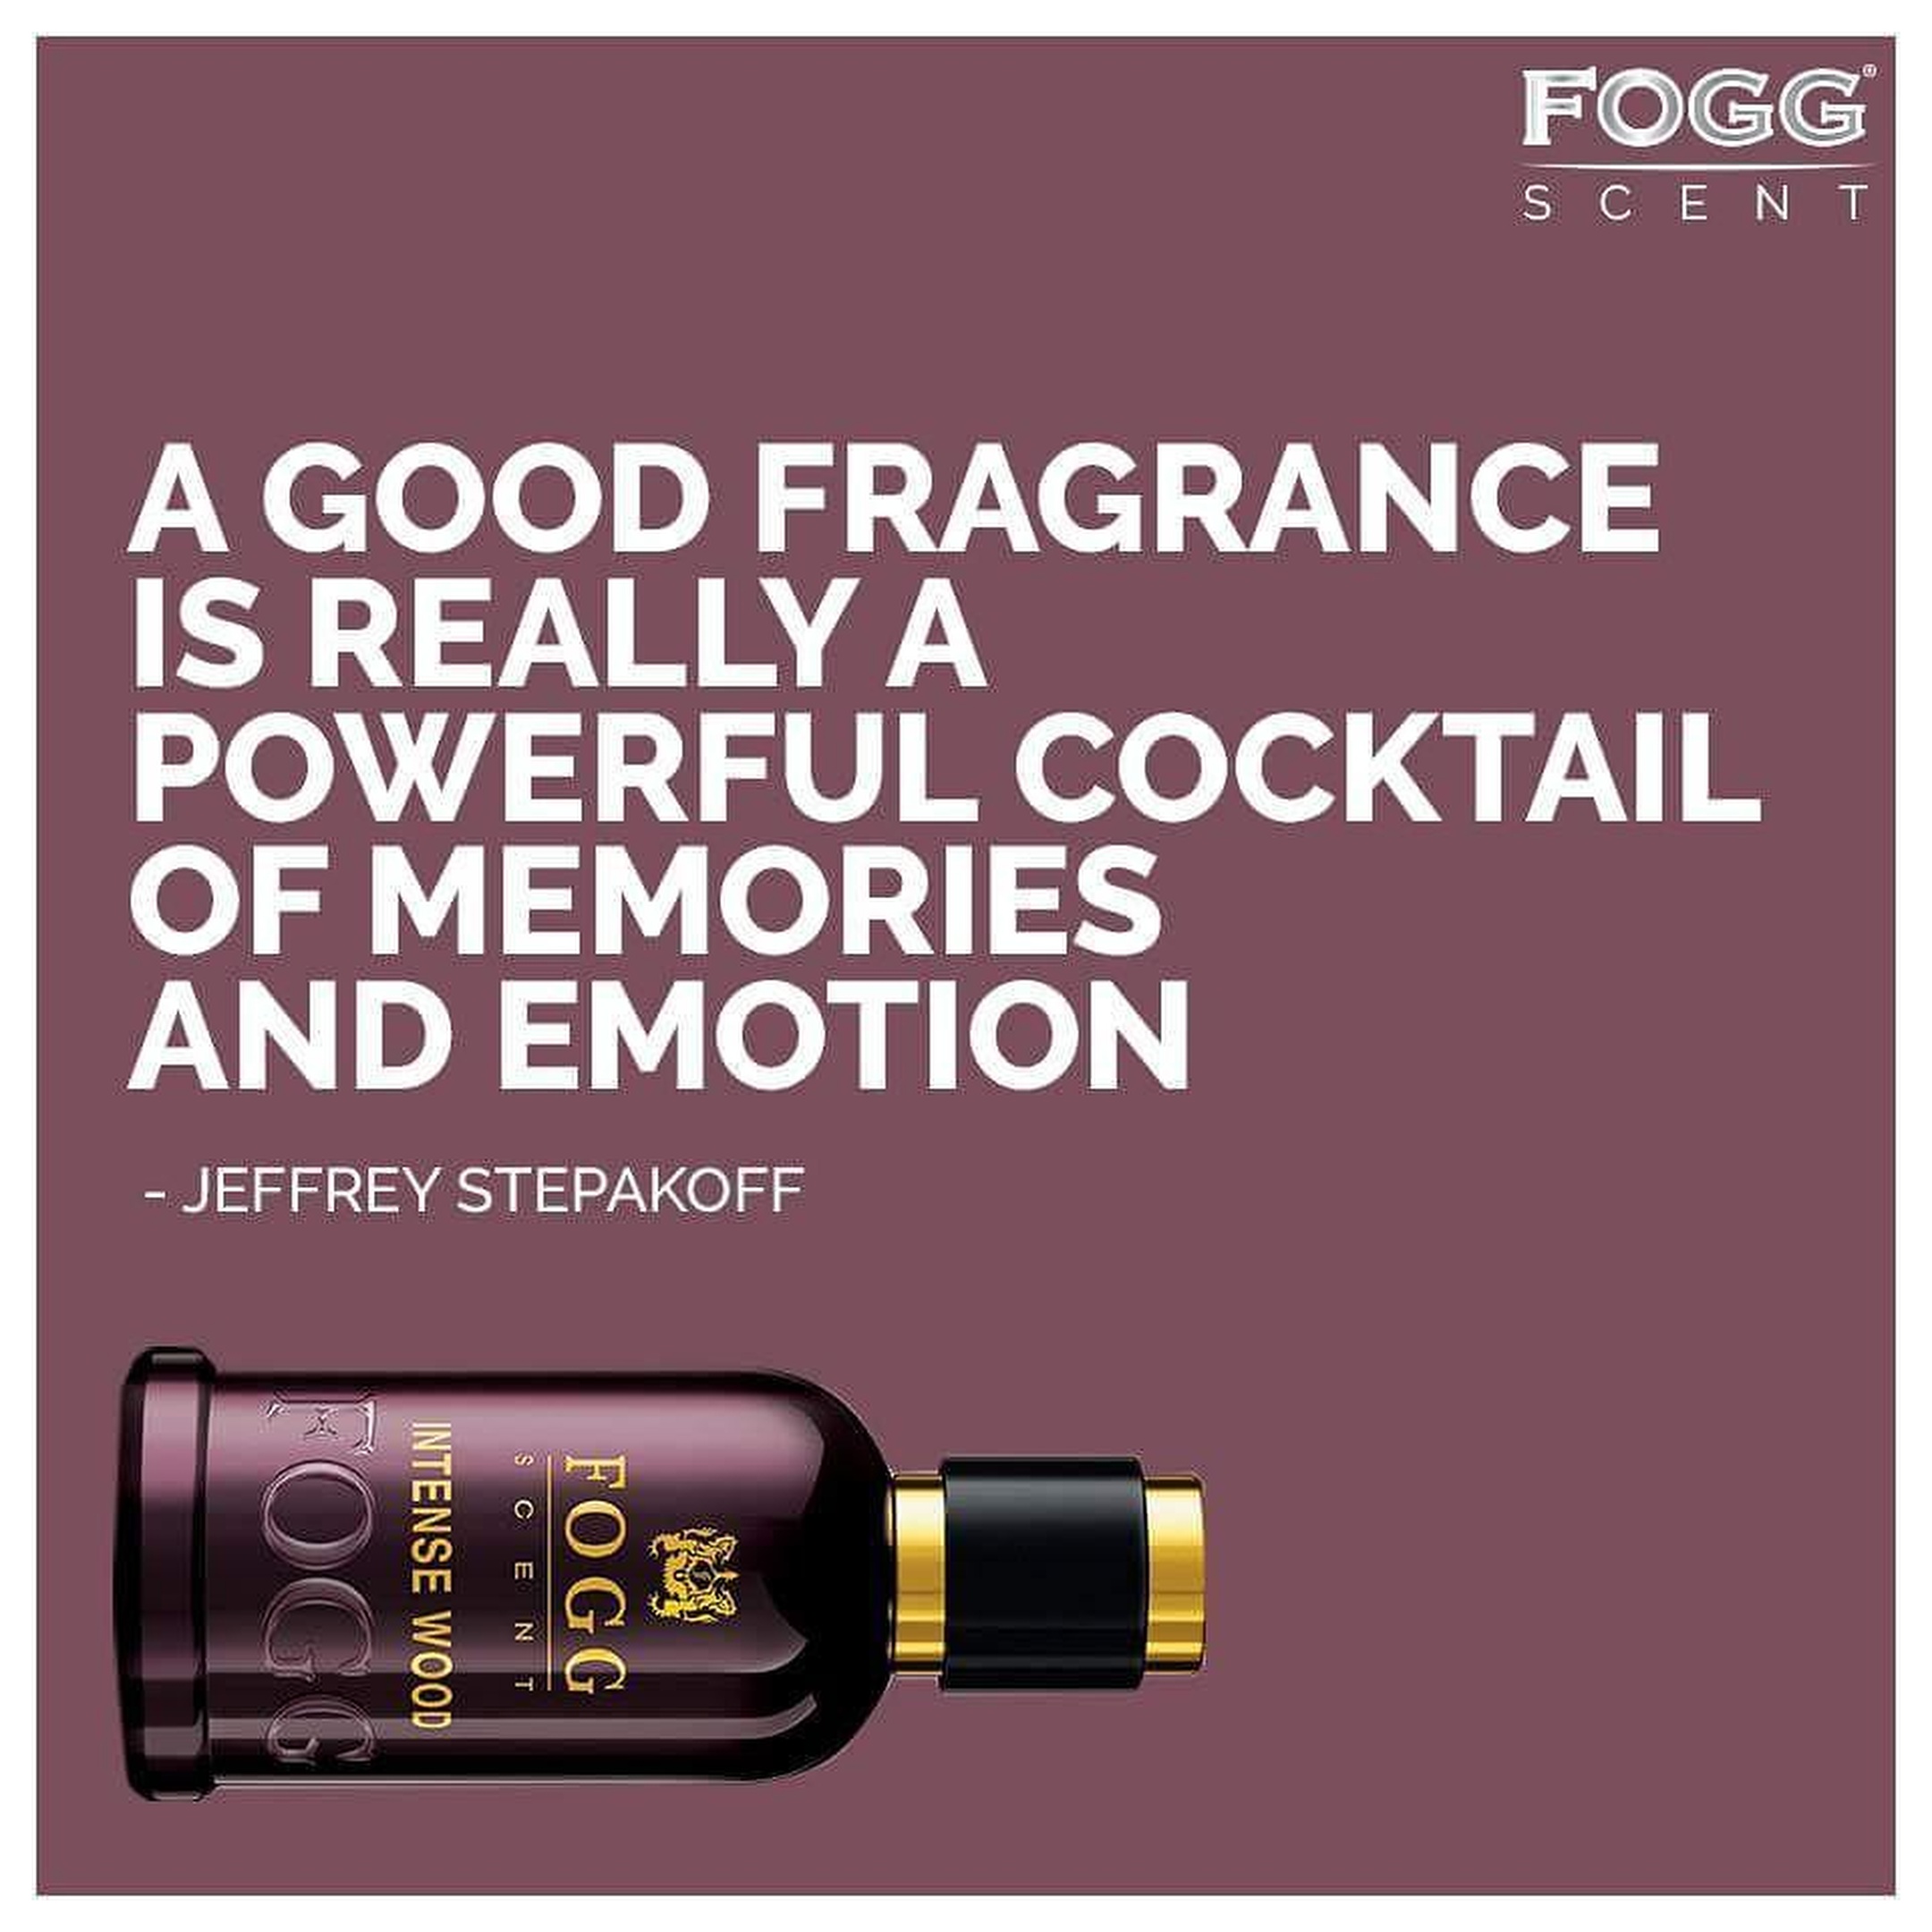 FOGG®
SCENT
A GOOD FRAGRANCE
IS REALLY A
POWERFUL COCKTAIL
OF MEMORIES
AND EMOTION
- JEFFREY STEPAKOFF
FOGG
SCENT
INTENSE WOOD
FOGG